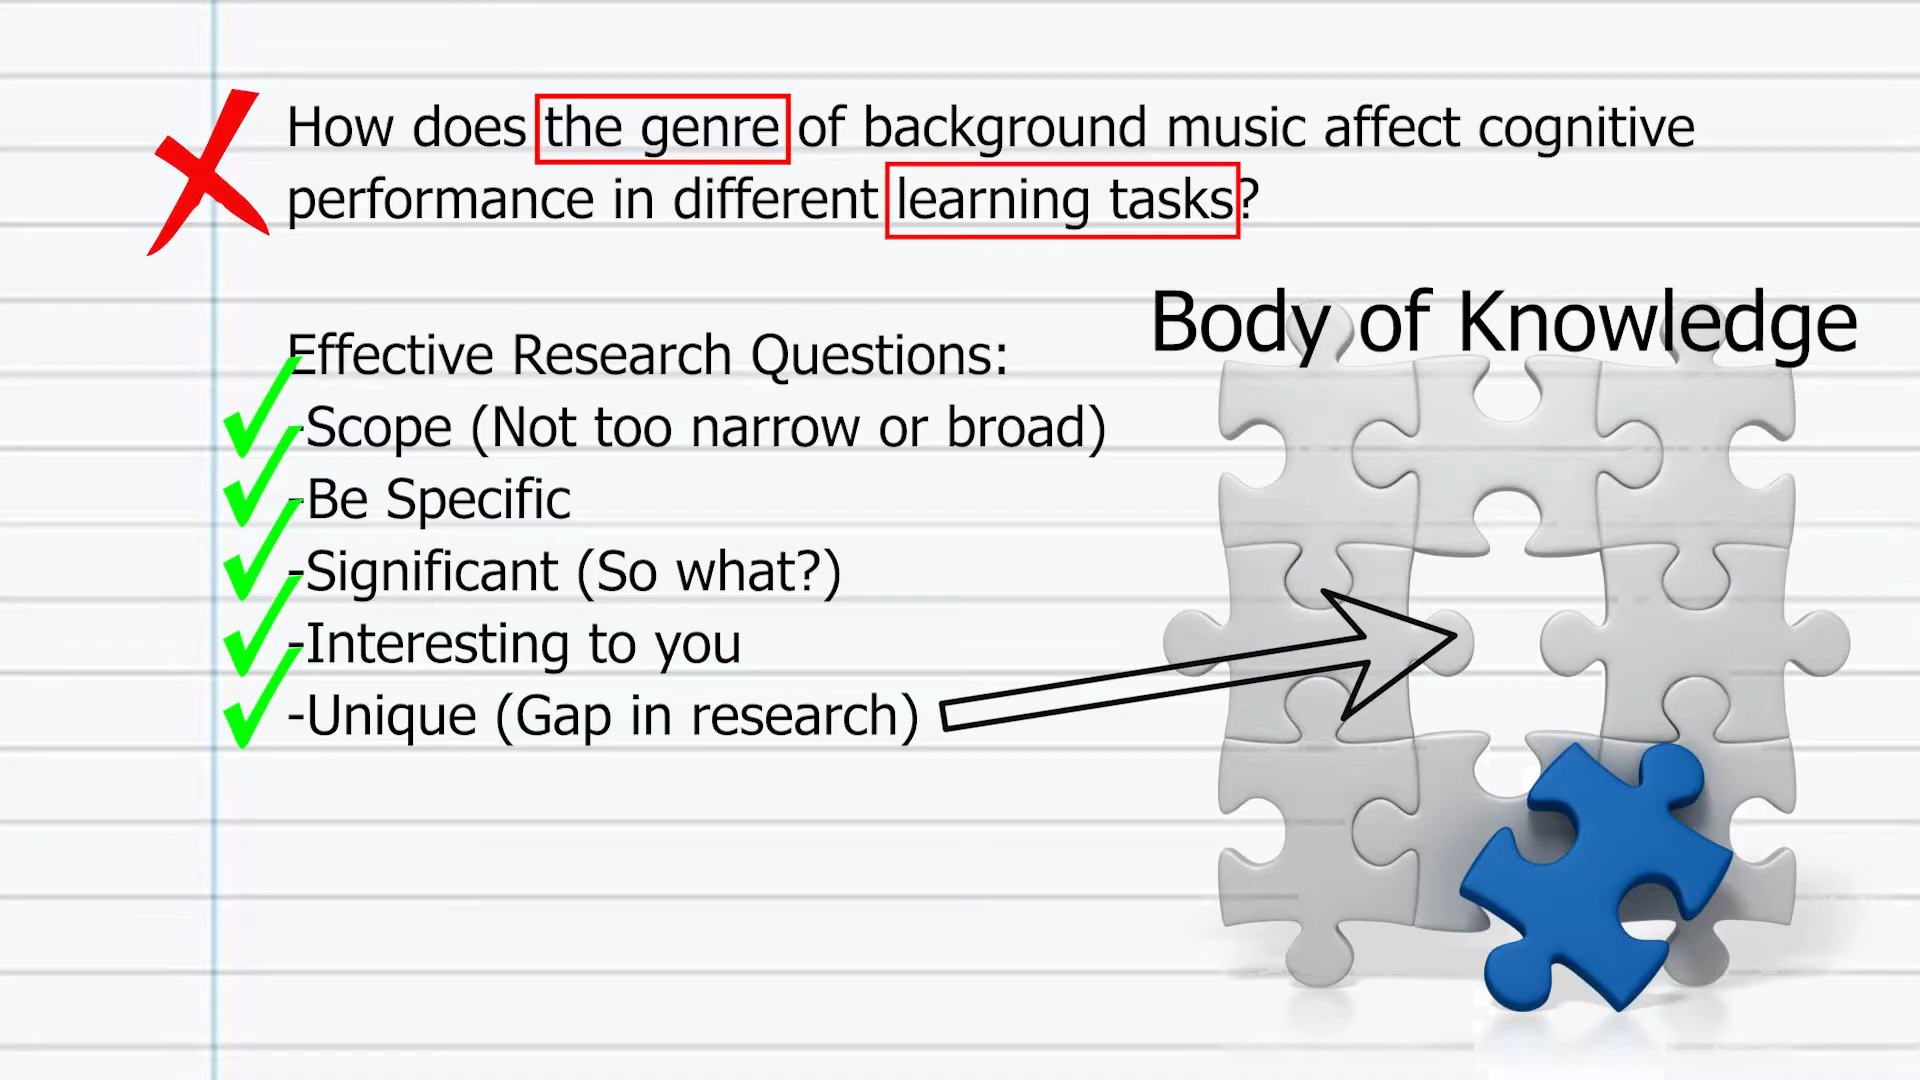 How does the genre of background music affect cognitive
performance in different learning tasks?
Body of Knowledge
Effective Research Questions:
-Scope (Not too narrow or broad)
-Be Specific
-Significant (So what?)
-Interesting to you
-Unique (Gap in research)